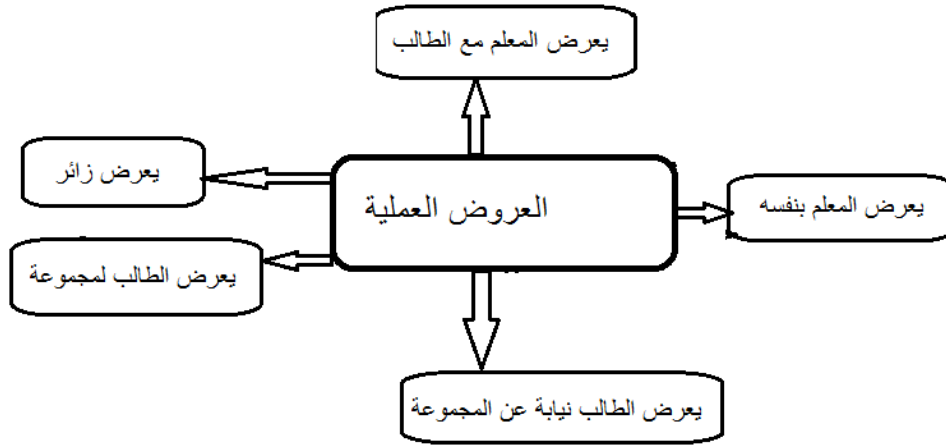 يعرض المعلم مع الطالب
يعرض زائر
العروض العملية
يعرض المعلم بنفسه
يعرض الطالب لمجموعة
يعرض الطالب نيابة عن المجموعة